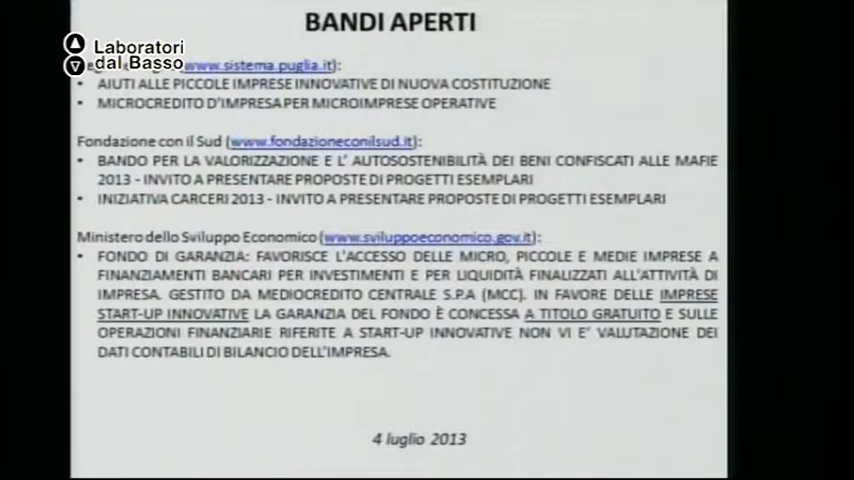 BANDI APERTI
Laboratori
dal Basso
(www.sistema.puglia.it):
• AIUTI ALLE PICCOLE IMPRESE INNOVATIVE DI NUOVA COSTITUZIONE
• MICROCREDITO D'IMPRESA PER MICROIMPRESE OPERATIVE
Fondazione con il Sud (www.fondazioneconilsud.it):
• BANDO PER LA VALORIZZAZIONE E L' AUTOSOSTENIBILITÀ DEI BENI CONFISCATI ALLE MAFIE
2013 - INVITO A PRESENTARE PROPOSTE DI PROGETTI ESEMPLARI
• INIZIATIVA CARCERI 2013 - INVITO A PRESENTARE PROPOSTE DI PROGETTI ESEMPLARI
Ministero dello Sviluppo Economico (www.sviluppoeconomico.gov.it):
• FONDO DI GARANZIA: FAVORISCE L'ACCESSO DELLE MICRO, PICCOLE E MEDIE IMPRESE A
FINANZIAMENTI BANCARI PER INVESTIMENTI E PER LIQUIDITÀ FINALIZZATI ALL'ATTIVITÀ DI
IMPRESA. GESTITO DA MEDIOCREDITO CENTRALE S.P.A (MCC). IN FAVORE DELLE IMPRESE
START-UP INNOVATIVE LA GARANZIA DEL FONDO È CONCESSA A TITOLO GRATUITO E SULLE
OPERAZIONI FINANZIARIE RIFERITE A START-UP INNOVATIVE NON VI E' VALUTAZIONE DEI
DATI CONTABILI DI BILANCIO DELL'IMPRESA.
4 luglio 2013